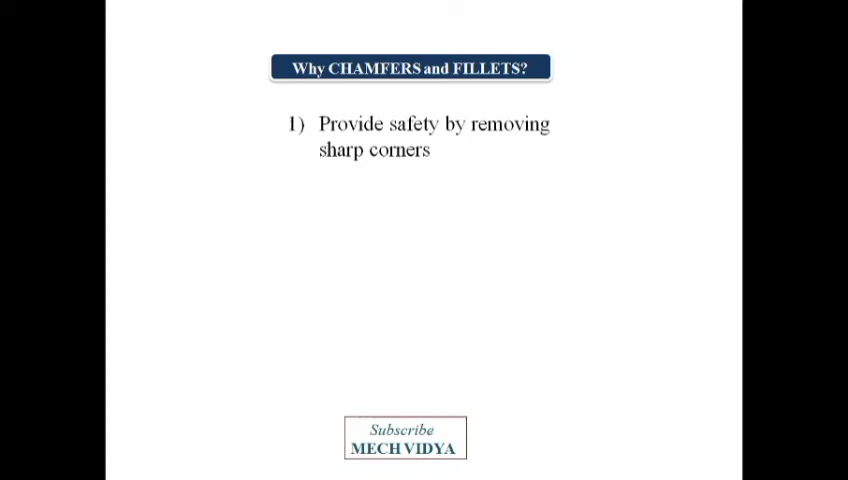 Why CHAMFERS and FILLETS?
1) Provide safety by removing
sharp corners
Subscribe
MECH VIDYA